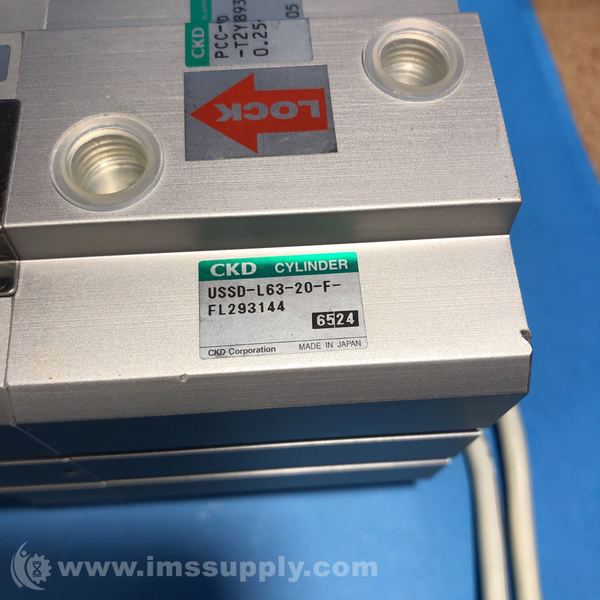 CKD
PCC-
-T2YB93
0.25
05
LOCK
CKD CYLINDER
USSD-L63-20-F-
FL293144
6524
CKD Corporation MADE IN JAPAN
www.imssupply.com